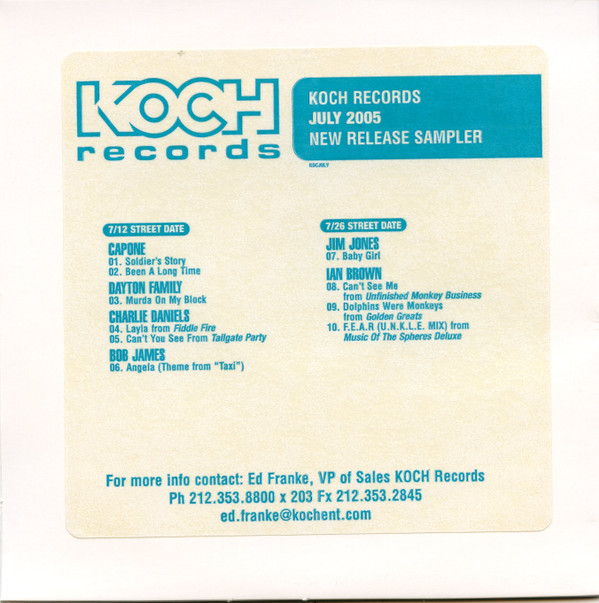 KOCH
records
KOCH RECORDS
JULY 2005
NEW RELEASE SAMPLER
KOCJULY
7/12 STREET DATE
CAPONE
01. Soldier's Story
02. Been A Long Time
DAYTON FAMILY
03. Murda On My Block
CHARLIE DANIELS
04. Layla from Fiddle Fire
05. Can't You See From Tailgate Party
BOB JAMES
06. Angela (Theme from "Taxi")
7/26 STREET DATE
JIM JONES
07. Baby Girl
IAN BROWN
08. Can't See Me
from Unfinished Monkey Business
09. Dolphins Were Monkeys
from Golden Greats
10. F.E.A.R (U.N.K.L.E. MIX) from
Music Of The Spheres Deluxe
For more info contact: Ed Franke, VP of Sales KOCH Records
Ph 212.353.8800 x 203 Fx 212.353.2845
ed.franke@kochent.com